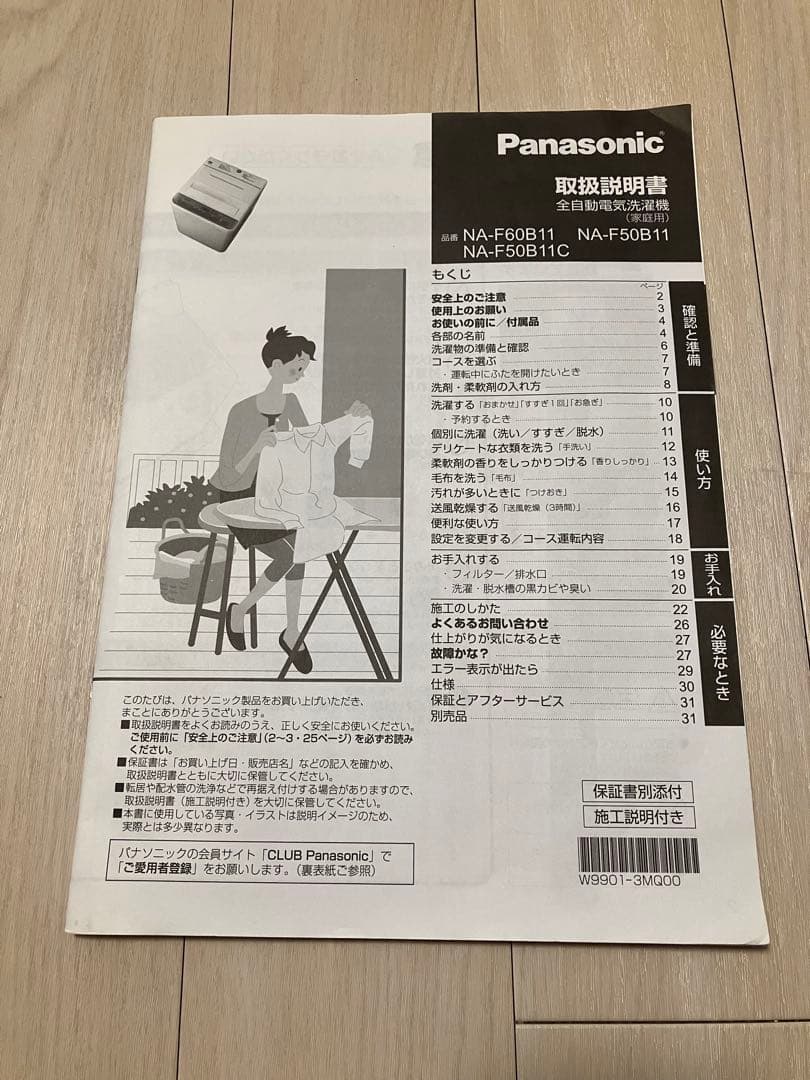 Panasonic
取扱説明書
全自動電気洗濯機
(家庭用)
品番 NA-F60B11 NA-F50B11
NA-F50B11C
もくじ
ページ
安全上のご注意 2
使用上のお願い 3
お使いの前に/付属品 4
各部の名前 4
洗濯物の準備と確認 6
コースを選ぶ 7
・運転中にふたを開けたいとき 7
洗剤・柔軟剤の入れ方 8
確認と準備
洗濯する「おまかせ」「すすぎ1回」「お急ぎ」 10
・予約するとき 10
個別に洗濯(洗い/すすぎ/脱水) 11
デリケートな衣類を洗う「手洗い」 12
柔軟剤の香りをしっかりつける「香りしっかり」 13
毛布を洗う「毛布」 14
汚れが多いときに「つけおき」 15
送風乾燥する「送風乾燥(3時間)」 16
便利な使い方 17
設定を変更する/コース運転内容 18
使い方
お手入れする 19
・フィルター/排水口 19
・洗濯・脱水槽の黒カビや臭い 20
お手入れ
施工のしかた 22
よくあるお問い合わせ 26
仕上がりが気になるとき 27
故障かな? 27
エラー表示が出たら 29
仕様 30
保証とアフターサービス 31
別売品 31
必要なとき
このたびは、パナソニック製品をお買い上げいただき、
まことにありがとうございます。
■取扱説明書をよくお読みのうえ、正しく安全にお使いください。
ご使用前に「安全上のご注意」(2～3・25ページ)を必ずお読み
ください。
■保証書は「お買い上げ日・販売店名」などの記入を確かめ、
取扱説明書とともに大切に保管してください。
■転居や配水管の洗浄などで再据え付けする場合がありますので、
取扱説明書(施工説明付き)を大切に保管してください。
■本書に使用している写真・イラストは説明イメージのため、
実際とは多少異なります。
パナソニックの会員サイト「CLUB Panasonic」で
「ご愛用者登録」をお願いします。(裏表紙ご参照)
保証書別添付
施工説明付き
W9901-3MQ00